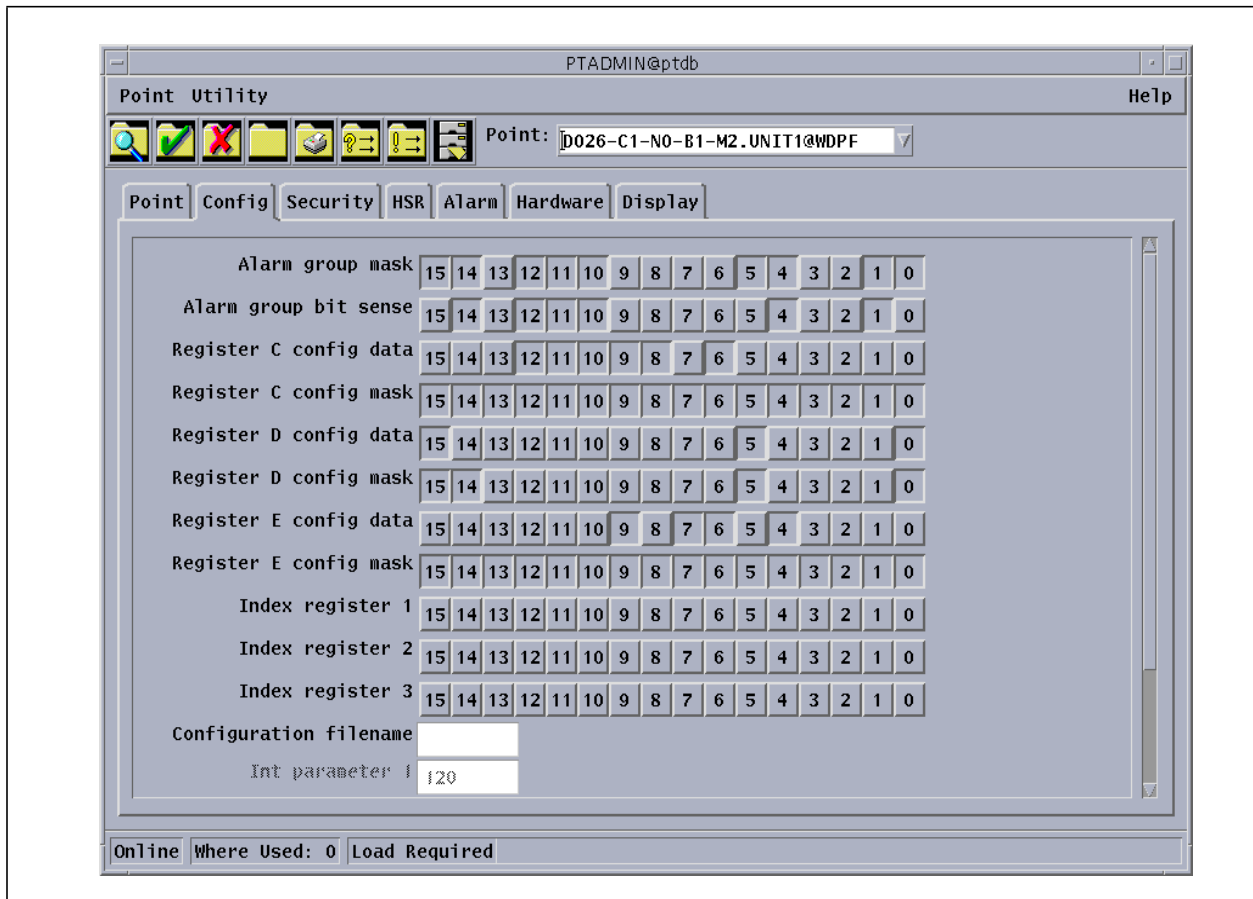 PTADMIN@ptdb
Point Utility Help
Point: D026-C1-N0-B1-M2.UNIT1@WDPF
Point Config Security HSR Alarm Hardware Display
Alarm group mask 15 14 13 12 11 10 9 8 7 6 5 4 3 2 1 0
Alarm group bit sense 15 14 13 12 11 10 9 8 7 6 5 4 3 2 1 0
Register C config data 15 14 13 12 11 10 9 8 7 6 5 4 3 2 1 0
Register C config mask 15 14 13 12 11 10 9 8 7 6 5 4 3 2 1 0
Register D config data 15 14 13 12 11 10 9 8 7 6 5 4 3 2 1 0
Register D config mask 15 14 13 12 11 10 9 8 7 6 5 4 3 2 1 0
Register E config data 15 14 13 12 11 10 9 8 7 6 5 4 3 2 1 0
Register E config mask 15 14 13 12 11 10 9 8 7 6 5 4 3 2 1 0
Index register 1 15 14 13 12 11 10 9 8 7 6 5 4 3 2 1 0
Index register 2 15 14 13 12 11 10 9 8 7 6 5 4 3 2 1 0
Index register 3 15 14 13 12 11 10 9 8 7 6 5 4 3 2 1 0
Configuration filename
Int parameter 1 120
Online Where Used: 0 Load Required